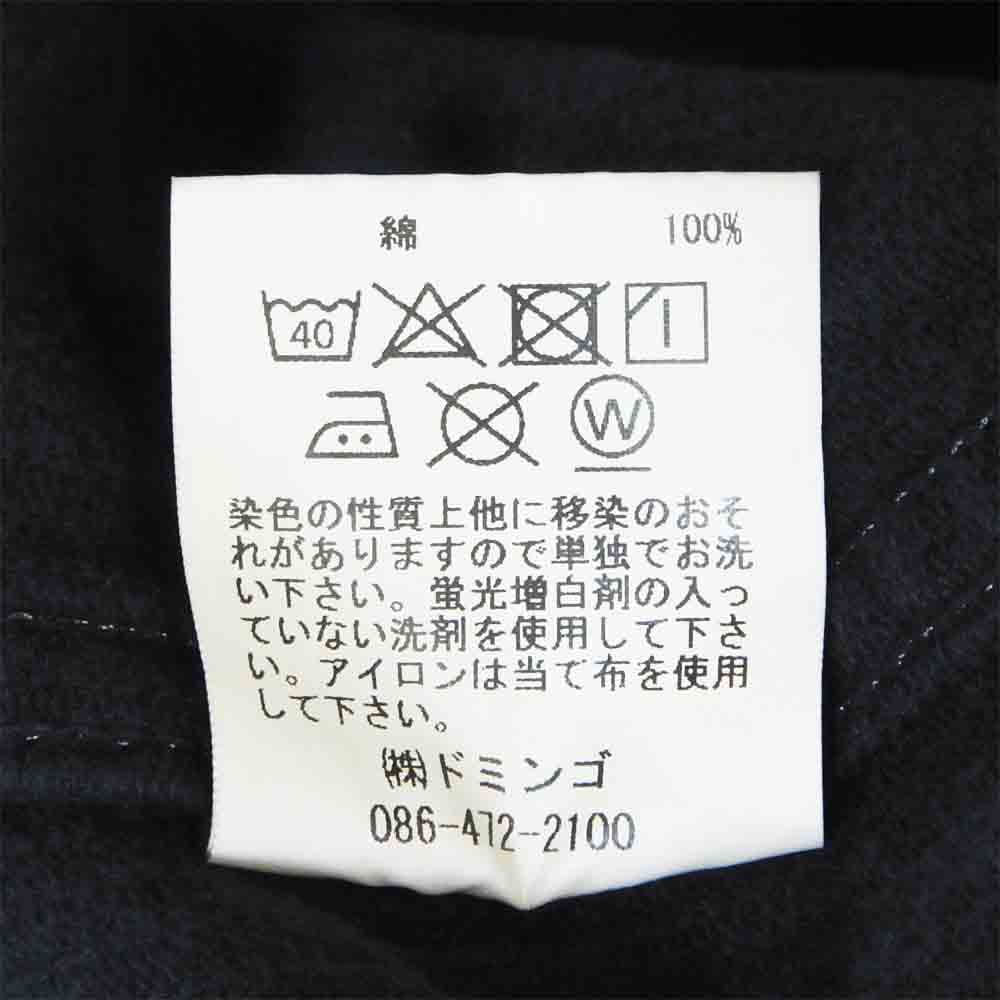 綿 100%
40
W
染色の性質上他に移染のおそ
れがありますので単独でお洗
い下さい。蛍光増白剤の入っ
ていない洗剤を使用して下さ
い。アイロンは当て布を使用
して下さい。
㈱ドミンゴ
086-472-2100